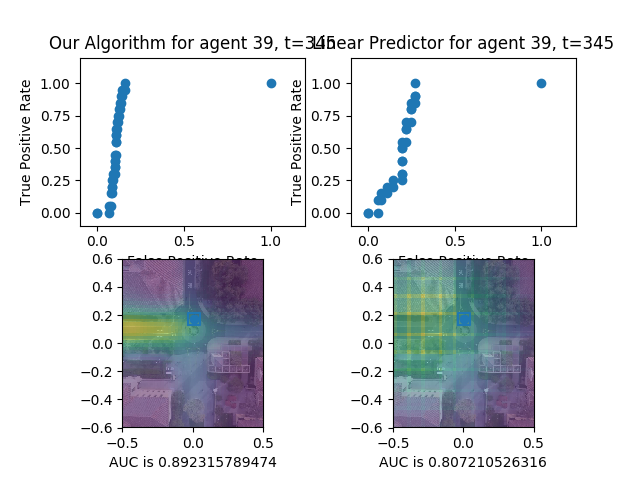 Our Algorithm for agent 39, t=345
Linear Predictor for agent 39, t=345
True Positive Rate
1.00
0.75
0.50
0.25
0.00
0.0 0.5 1.0
False Positive Rate
True Positive Rate
1.00
0.75
0.50
0.25
0.00
0.0 0.5 1.0
False Positive Rate
0.6
0.4
0.2
0.0
−0.2
−0.4
−0.6
−0.5 0.0 0.5
AUC is 0.892315789474
0.6
0.4
0.2
0.0
−0.2
−0.4
−0.6
−0.5 0.0 0.5
AUC is 0.807210526316